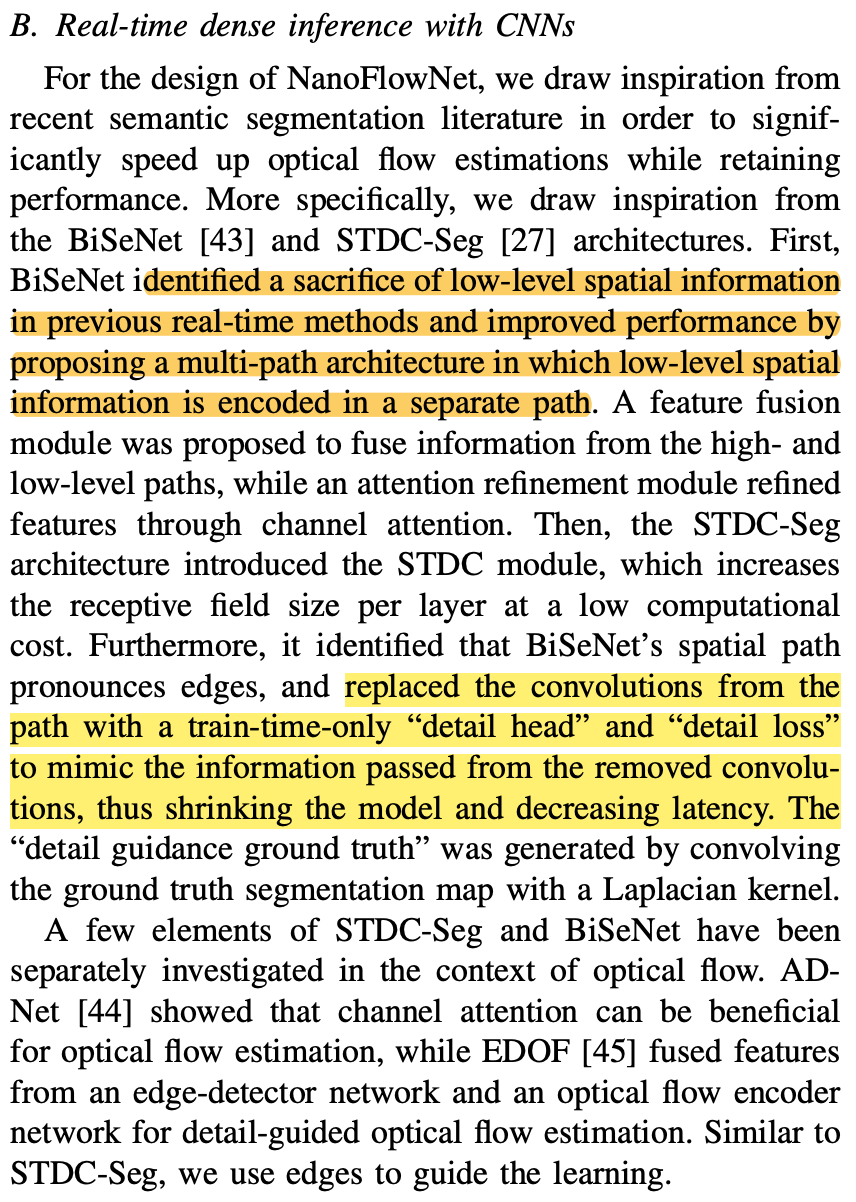 B. Real-time dense inference with CNNs
For the design of NanoFlowNet, we draw inspiration from
recent semantic segmentation literature in order to signif-
icantly speed up optical flow estimations while retaining
performance. More specifically, we draw inspiration from
the BiSeNet [43] and STDC-Seg [27] architectures. First,
BiSeNet identified a sacrifice of low-level spatial information
in previous real-time methods and improved performance by
proposing a multi-path architecture in which low-level spatial
information is encoded in a separate path. A feature fusion
module was proposed to fuse information from the high- and
low-level paths, while an attention refinement module refined
features through channel attention. Then, the STDC-Seg
architecture introduced the STDC module, which increases
the receptive field size per layer at a low computational
cost. Furthermore, it identified that BiSeNet's spatial path
pronounces edges, and replaced the convolutions from the
path with a train-time-only “detail head” and “detail loss”
to mimic the information passed from the removed convolu-
tions, thus shrinking the model and decreasing latency. The
“detail guidance ground truth” was generated by convolving
the ground truth segmentation map with a Laplacian kernel.
A few elements of STDC-Seg and BiSeNet have been
separately investigated in the context of optical flow. AD-
Net [44] showed that channel attention can be beneficial
for optical flow estimation, while EDOF [45] fused features
from an edge-detector network and an optical flow encoder
network for detail-guided optical flow estimation. Similar to
STDC-Seg, we use edges to guide the learning.